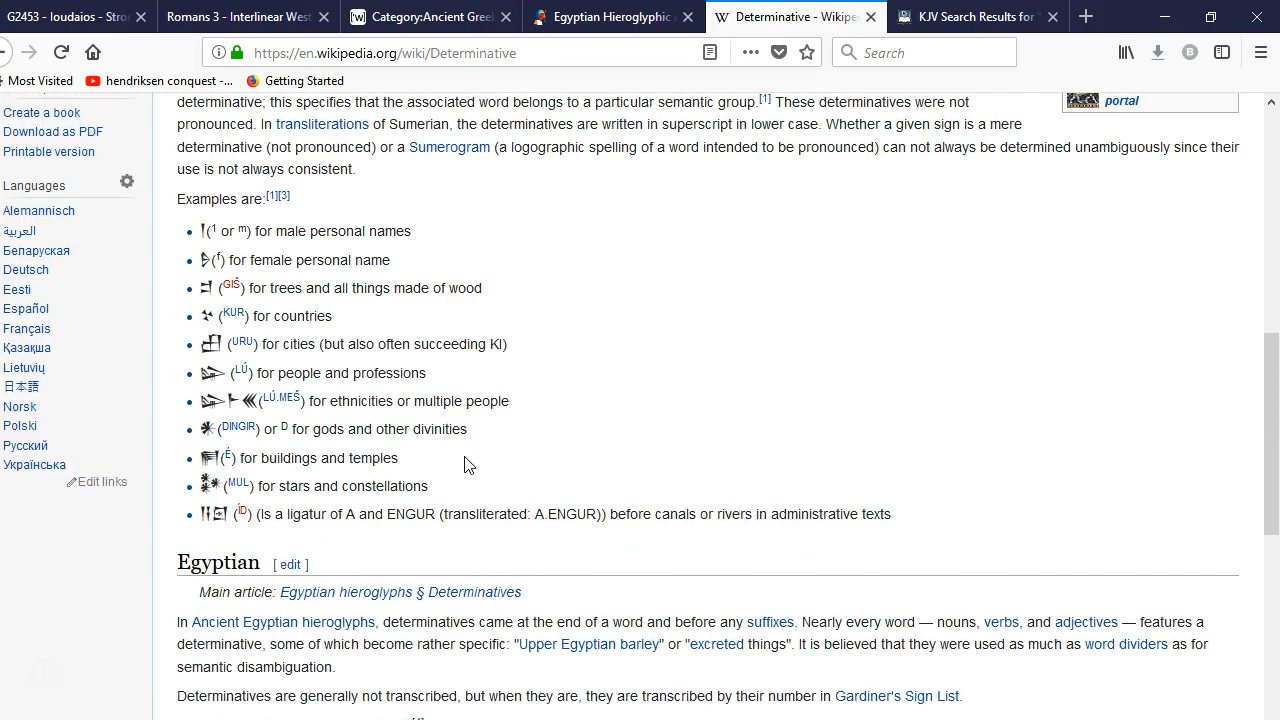 G2453 - Ioudaios - Stro
Romans 3 - Interlinear West
Category:Ancient Greek
Egyptian Hieroglyphic
Determinative - Wikipe
KJV Search Results for "
https://en.wikipedia.org/wiki/Determinative
Search
Most Visited
hendriksen conquest -...
Getting Started
Create a book
Download as PDF
Printable version
Languages
Alemannisch
العربية
Беларуская
Deutsch
Eesti
Español
Français
Қазақша
Lietuvių
日本語
Norsk
Polski
Русский
Українська
Edit links
determinative; this specifies that the associated word belongs to a particular semantic group.[1] These determinatives were not
pronounced. In transliterations of Sumerian, the determinatives are written in superscript in lower case. Whether a given sign is a mere
determinative (not pronounced) or a Sumerogram (a logographic spelling of a word intended to be pronounced) can not always be determined unambiguously since their
use is not always consistent.
portal
Examples are:[1][3]
𒁹(1 or m) for male personal names
(f) for female personal name
𒄑 (GIŠ) for trees and all things made of wood
𒆳 (KUR) for countries
𒌷 (URU) for cities (but also often succeeding KI)
𒇽 (LÚ) for people and professions
𒇽𒈨𒌍(LÚ.MEŠ) for ethnicities or multiple people
𒀭(DINGIR) or D for gods and other divinities
𒂍(É) for buildings and temples
𒀯(MUL) for stars and constellations
𒀀𒇉 (ÍD) (Is a ligatur of A and ENGUR (transliterated: A.ENGUR)) before canals or rivers in administrative texts
Egyptian [ edit ]
Main article: Egyptian hieroglyphs § Determinatives
In Ancient Egyptian hieroglyphs, determinatives came at the end of a word and before any suffixes. Nearly every word — nouns, verbs, and adjectives — features a
determinative, some of which become rather specific: "Upper Egyptian barley" or "excreted things". It is believed that they were used as much as word dividers as for
semantic disambiguation.
Determinatives are generally not transcribed, but when they are, they are transcribed by their number in Gardiner's Sign List.